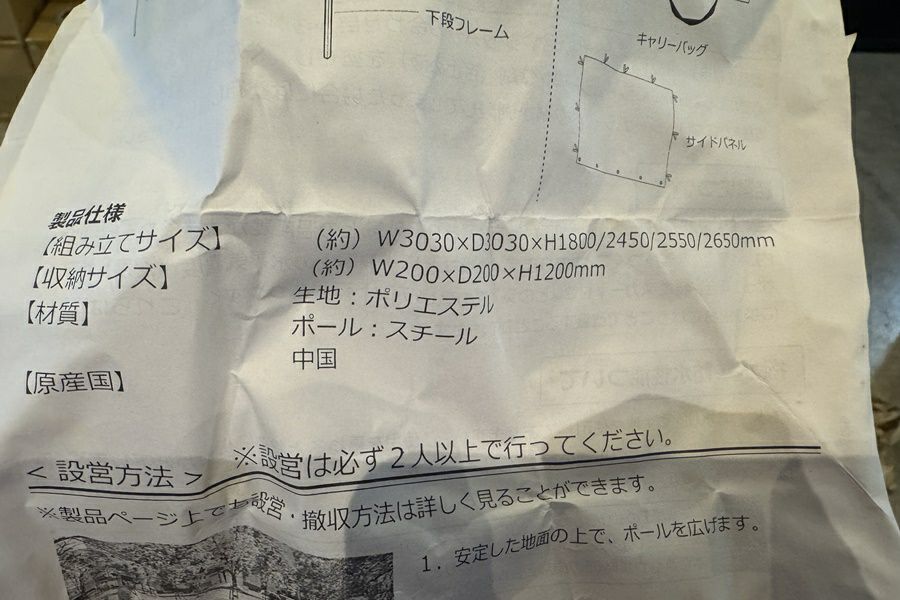 下段フレーム
キャリーバッグ
サイドパネル
製品仕様
【組み立てサイズ】 （約）W3030×D3030×H1800/2450/2550/2650mm
【収納サイズ】 （約）W200×D200×H1200mm
【材質】 生地：ポリエステル
ポール：スチール
【原産国】 中国
＜設営方法＞ ※設営は必ず２人以上で行ってください。
※製品ページ上でも設営・撤収方法は詳しく見ることができます。
1．安定した地面の上で、ポールを広げます。